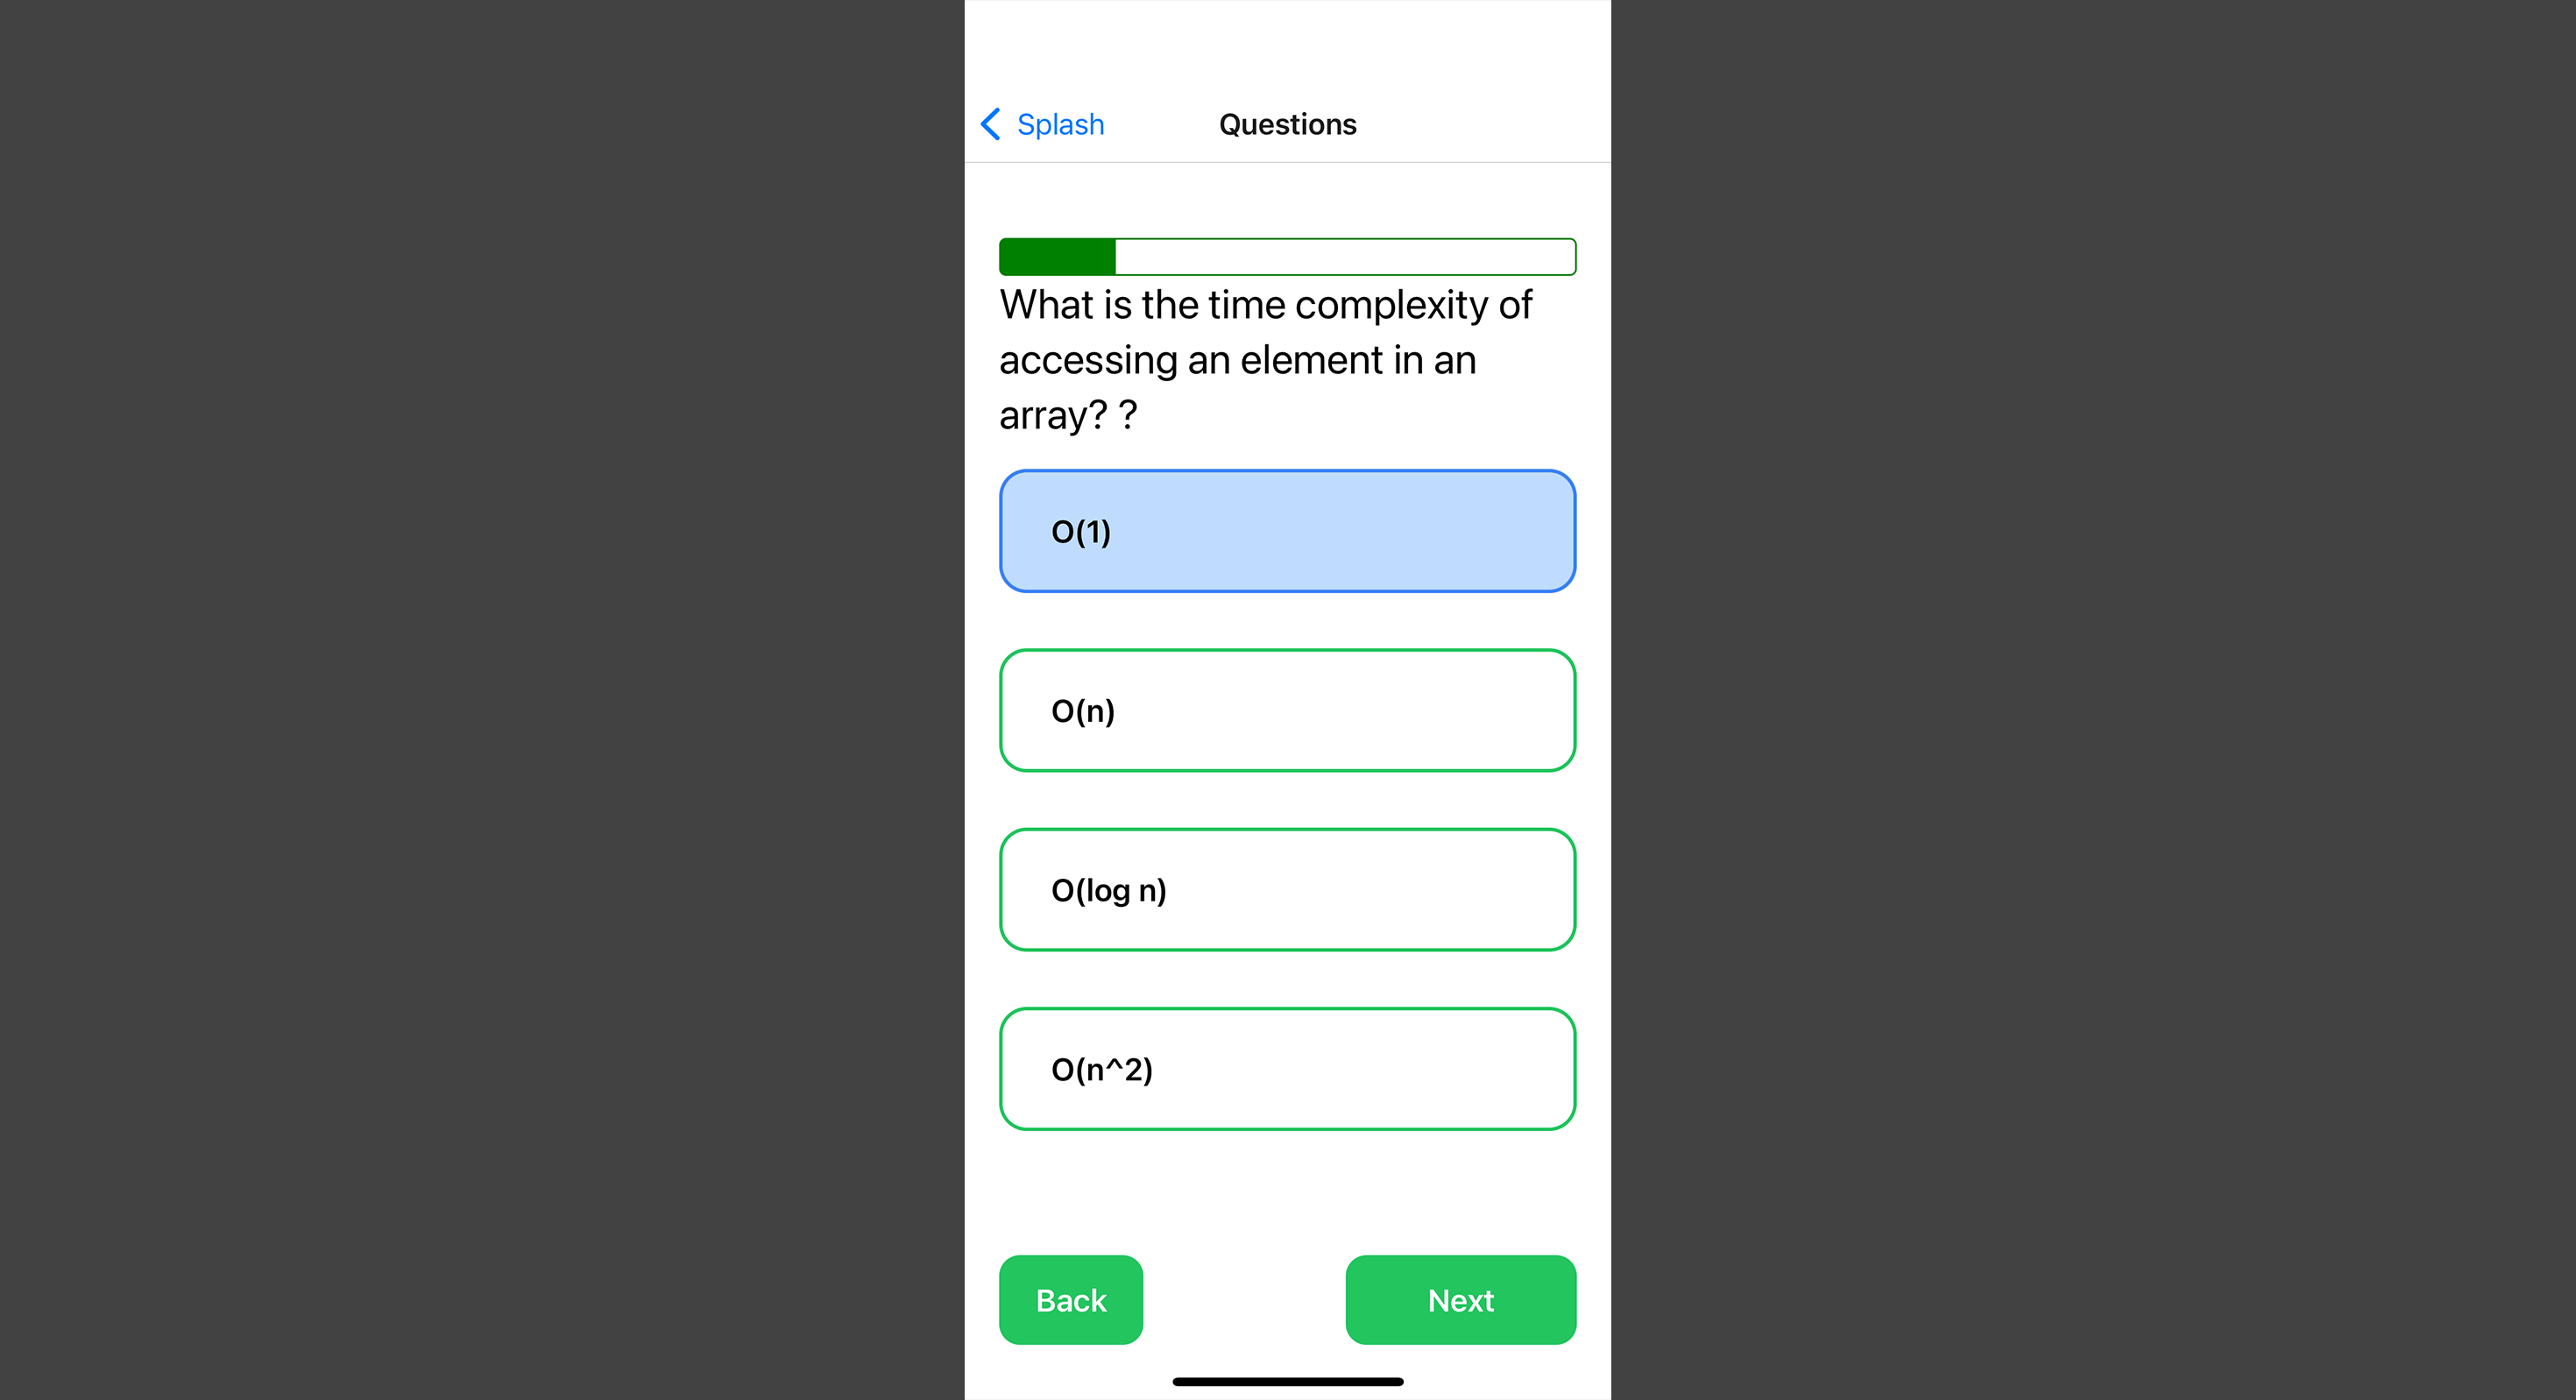 Splash
Questions
What is the time complexity of
accessing an element in an
array? ?
O(1)
O(n)
O(log n)
O(n^2)
Back
Next